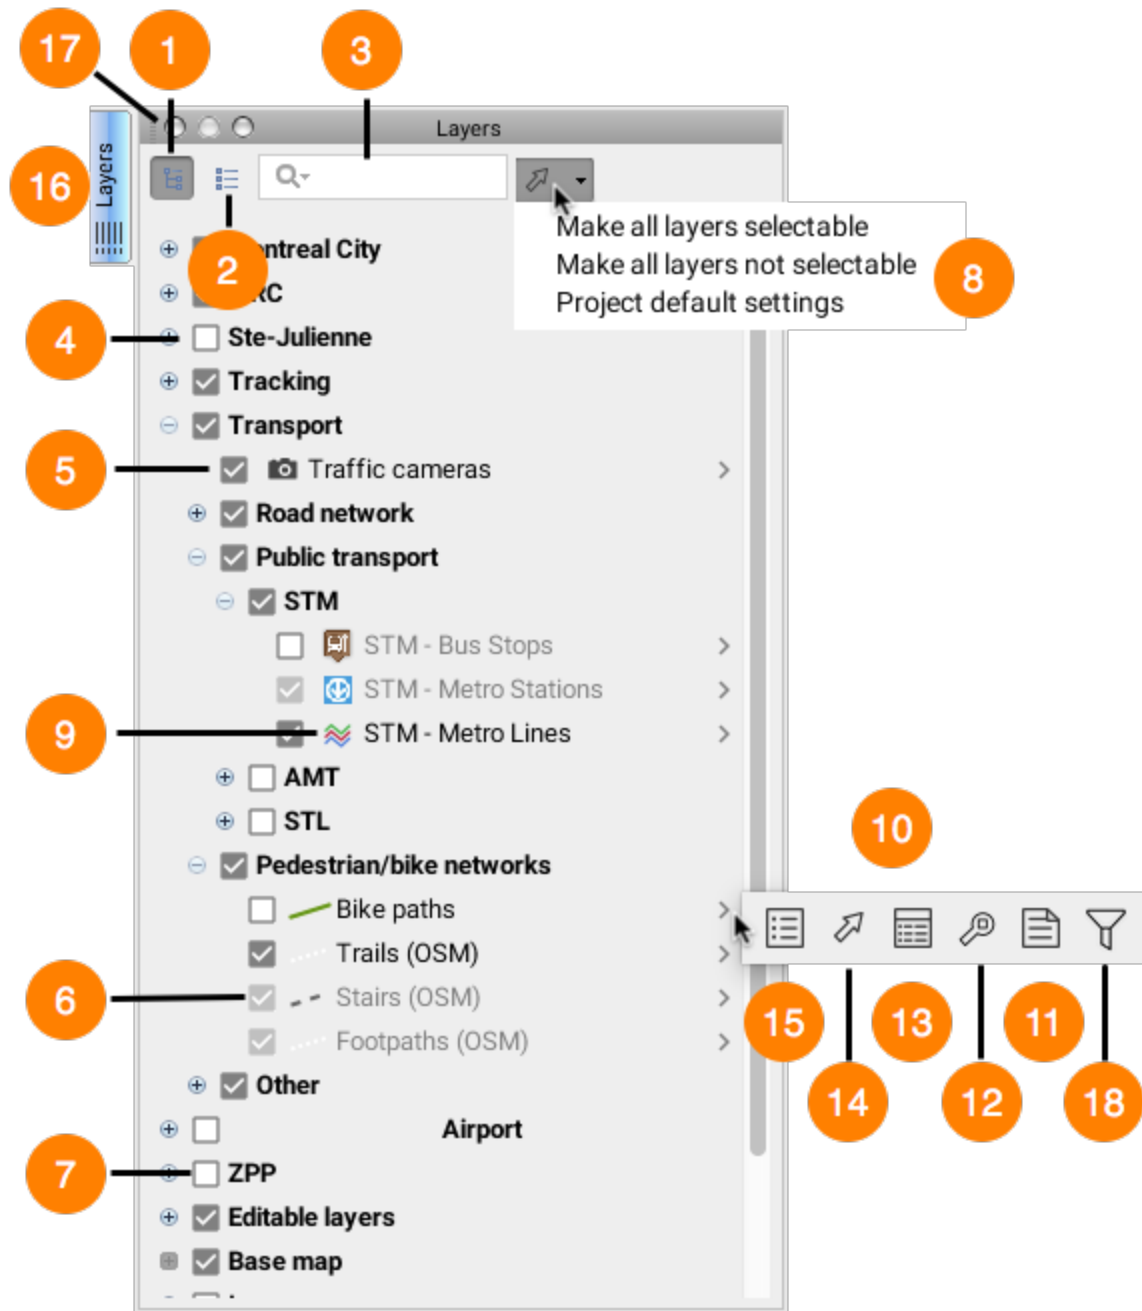 17
1
3
Layers
16
Layers
Make all layers selectable
2
ntreal City
Make all layers not selectable
8
RC
Project default settings
4
Ste-Julienne
Tracking
Transport
5
Traffic cameras
Road network
Public transport
STM
STM - Bus Stops
STM - Metro Stations
9
STM - Metro Lines
AMT
STL
10
Pedestrian/bike networks
Bike paths
Trails (OSM)
6
Stairs (OSM)
15
13
11
Footpaths (OSM)
Other
14
12
18
Airport
7
ZPP
Editable layers
Base map